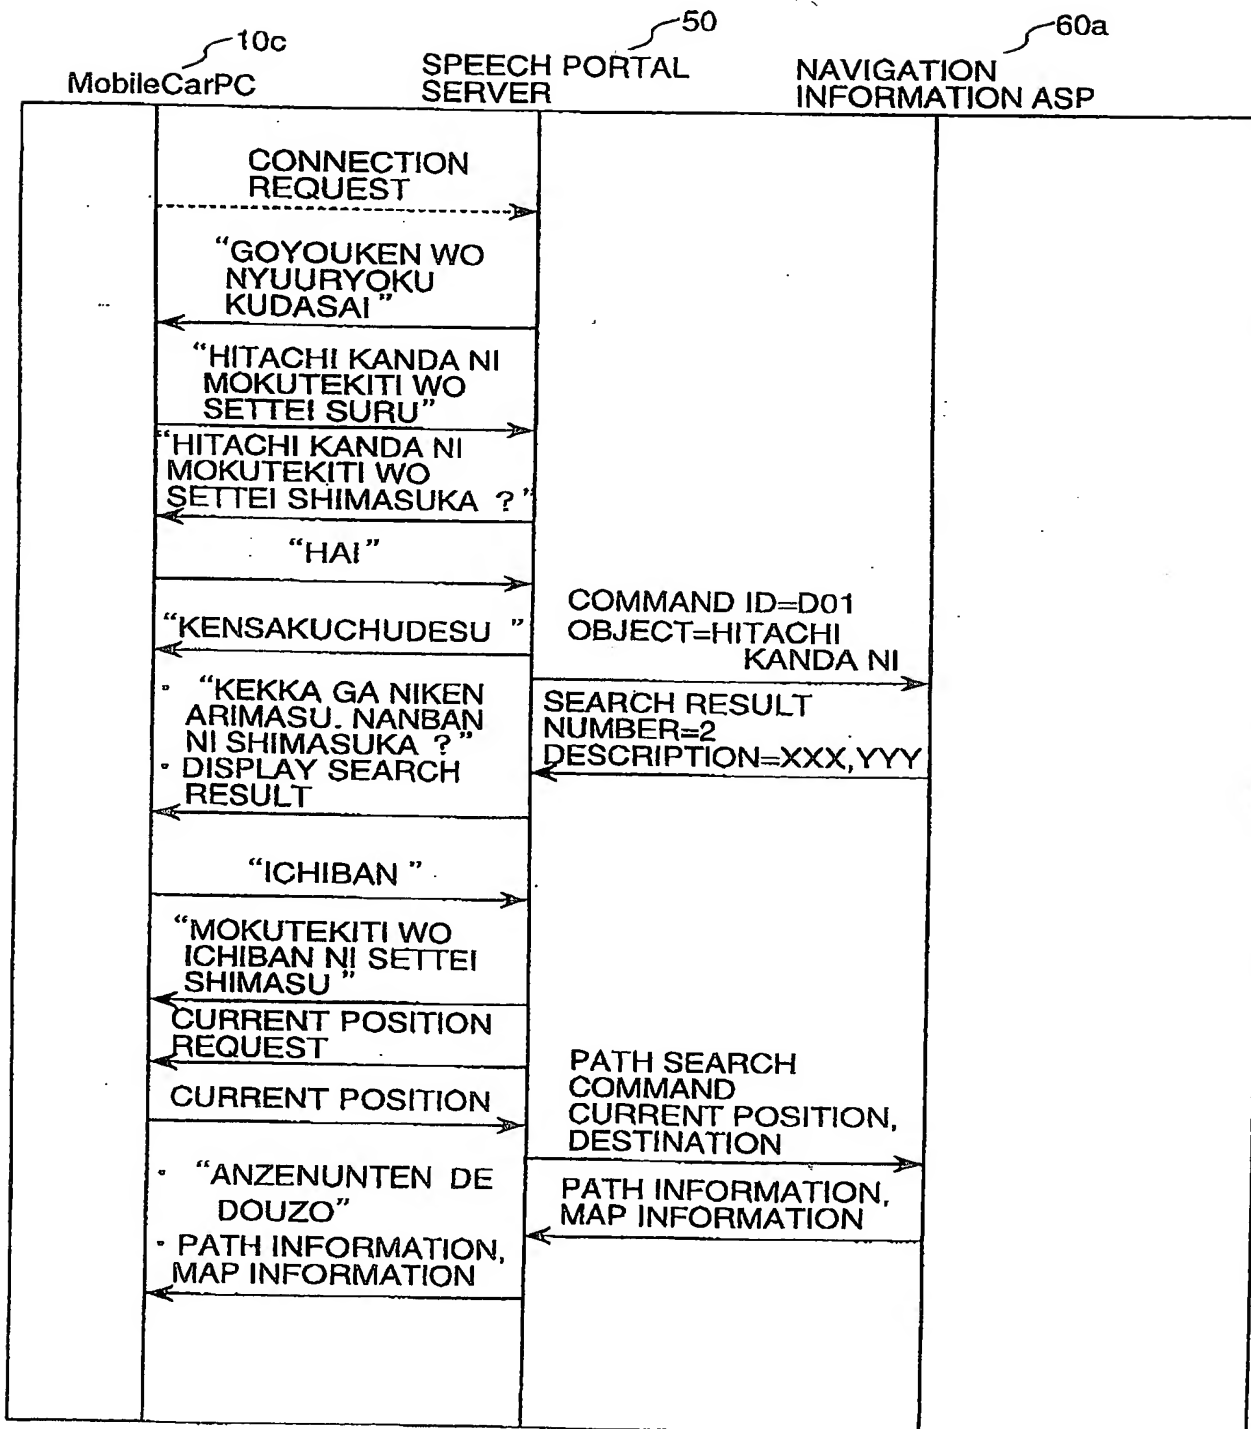 10c
50
60a
MobileCarPC
SPEECH PORTAL
SERVER
NAVIGATION
INFORMATION ASP
CONNECTION
REQUEST
“GOYOUKEN WO
NYUURYOKU
KUDASAI”
“HITACHI KANDA NI
MOKUTEKITI WO
SETTEI SURU”
“HITACHI KANDA NI
MOKUTEKITI WO
SETTEI SHIMASUKA ?”
“HAI”
“KENSAKUCHUDESU ”
COMMAND ID=D01
OBJECT=HITACHI
KANDA NI
・ “KEKKA GA NIKEN
ARIMASU. NANBAN
NI SHIMASUKA ?”
・ DISPLAY SEARCH
RESULT
SEARCH RESULT
NUMBER=2
DESCRIPTION=XXX,YYY
“ICHIBAN ”
“MOKUTEKITI WO
ICHIBAN NI SETTEI
SHIMASU ”
CURRENT POSITION
REQUEST
CURRENT POSITION
PATH SEARCH
COMMAND
CURRENT POSITION,
DESTINATION
・ “ANZENUNTEN DE
DOUZO”
・ PATH INFORMATION,
MAP INFORMATION
PATH INFORMATION,
MAP INFORMATION